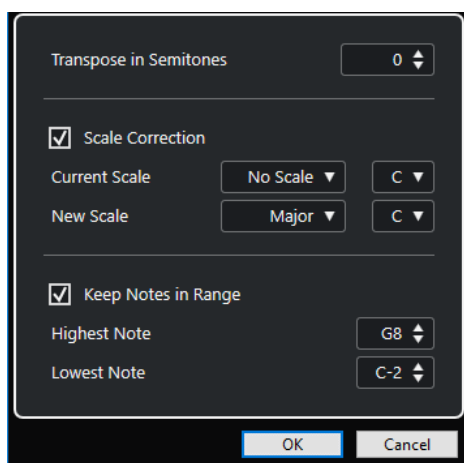 Transpose in Semitones 0
Scale Correction
Current Scale No Scale C
New Scale Major C
Keep Notes in Range
Highest Note G8
Lowest Note C-2
OK Cancel